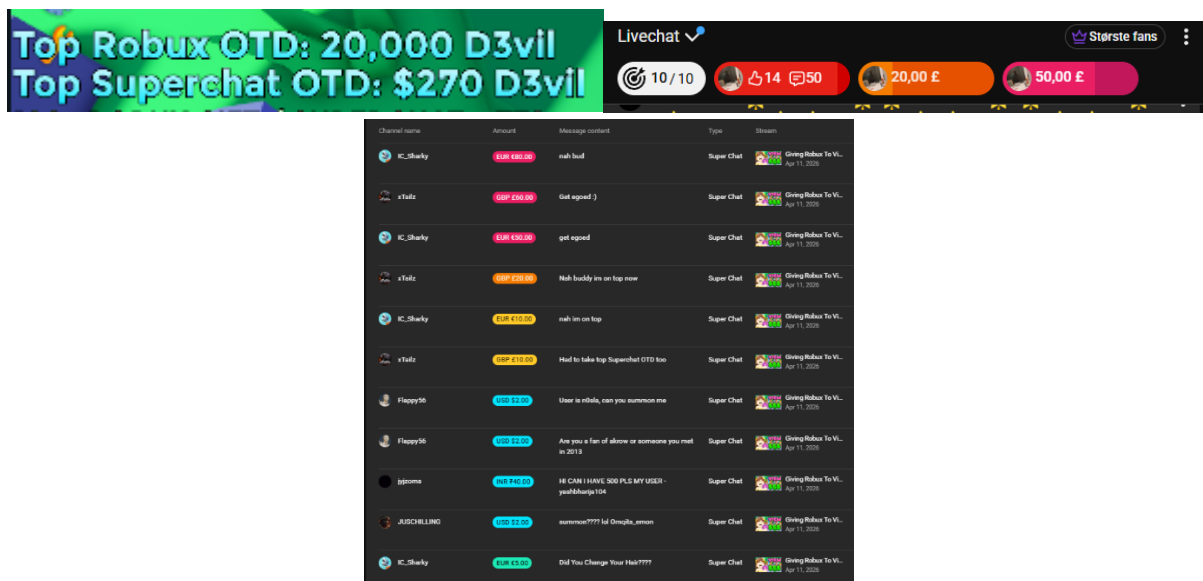 Top Robux OTD: 20,000 D3vil
Top Superchat OTD: $270 D3vil
Livechat
Største fans
10/10
14
50
20,00 £
50,00 £
Channel name Amount Message content Type Stream
IC_Sharky EUR €80.00 nah bud Super Chat Giving Robux To Vi...
Apr 11, 2026
xTailz GBP £60.00 Get egoed :) Super Chat Giving Robux To Vi...
Apr 11, 2026
IC_Sharky EUR €50.00 get egoed Super Chat Giving Robux To Vi...
Apr 11, 2026
xTailz GBP £20.00 Nah buddy im on top now Super Chat Giving Robux To Vi...
Apr 11, 2026
IC_Sharky EUR €10.00 nah im on top Super Chat Giving Robux To Vi...
Apr 11, 2026
xTailz GBP £10.00 Had to take top Superchat OTD too Super Chat Giving Robux To Vi...
Apr 11, 2026
Flappy56 USD $2.00 User is n0sla, can you summon me Super Chat Giving Robux To Vi...
Apr 11, 2026
Flappy56 USD $2.00 Are you a fan of akrow or someone you met Super Chat Giving Robux To Vi...
in 2013 Apr 11, 2026
jyjzoms INR ₹40.00 HI CAN I HAVE 500 PLS MY USER - Super Chat Giving Robux To Vi...
yashbharija104 Apr 11, 2026
JUSCHILLING USD $2.00 summon???? lol Omqita_emon Super Chat Giving Robux To Vi...
Apr 11, 2026
IC_Sharky EUR €5.00 Did You Change Your Hair???? Super Chat Giving Robux To Vi...
Apr 11, 2026